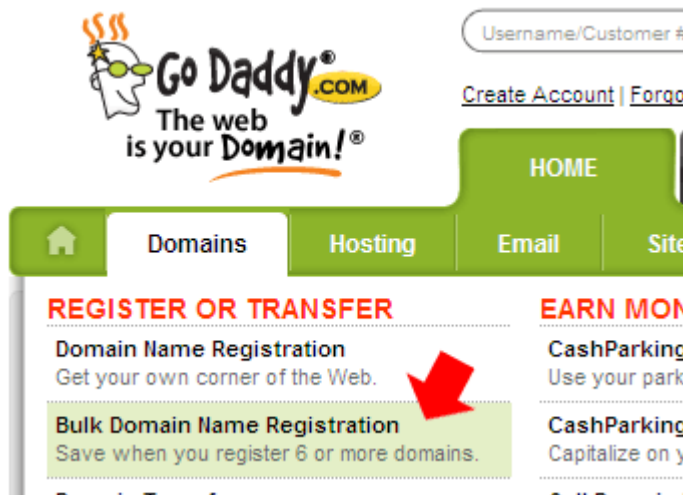 Username/Customer #
Go Daddy®.COM
Create Account | Forgo
The web
is your Domain!®
HOME
Domains
Hosting
Email
Site
REGISTER OR TRANSFER
EARN MON
Domain Name Registration
CashParking
Get your own corner of the Web.
Use your park
Bulk Domain Name Registration
CashParking
Save when you register 6 or more domains.
Capitalize on y